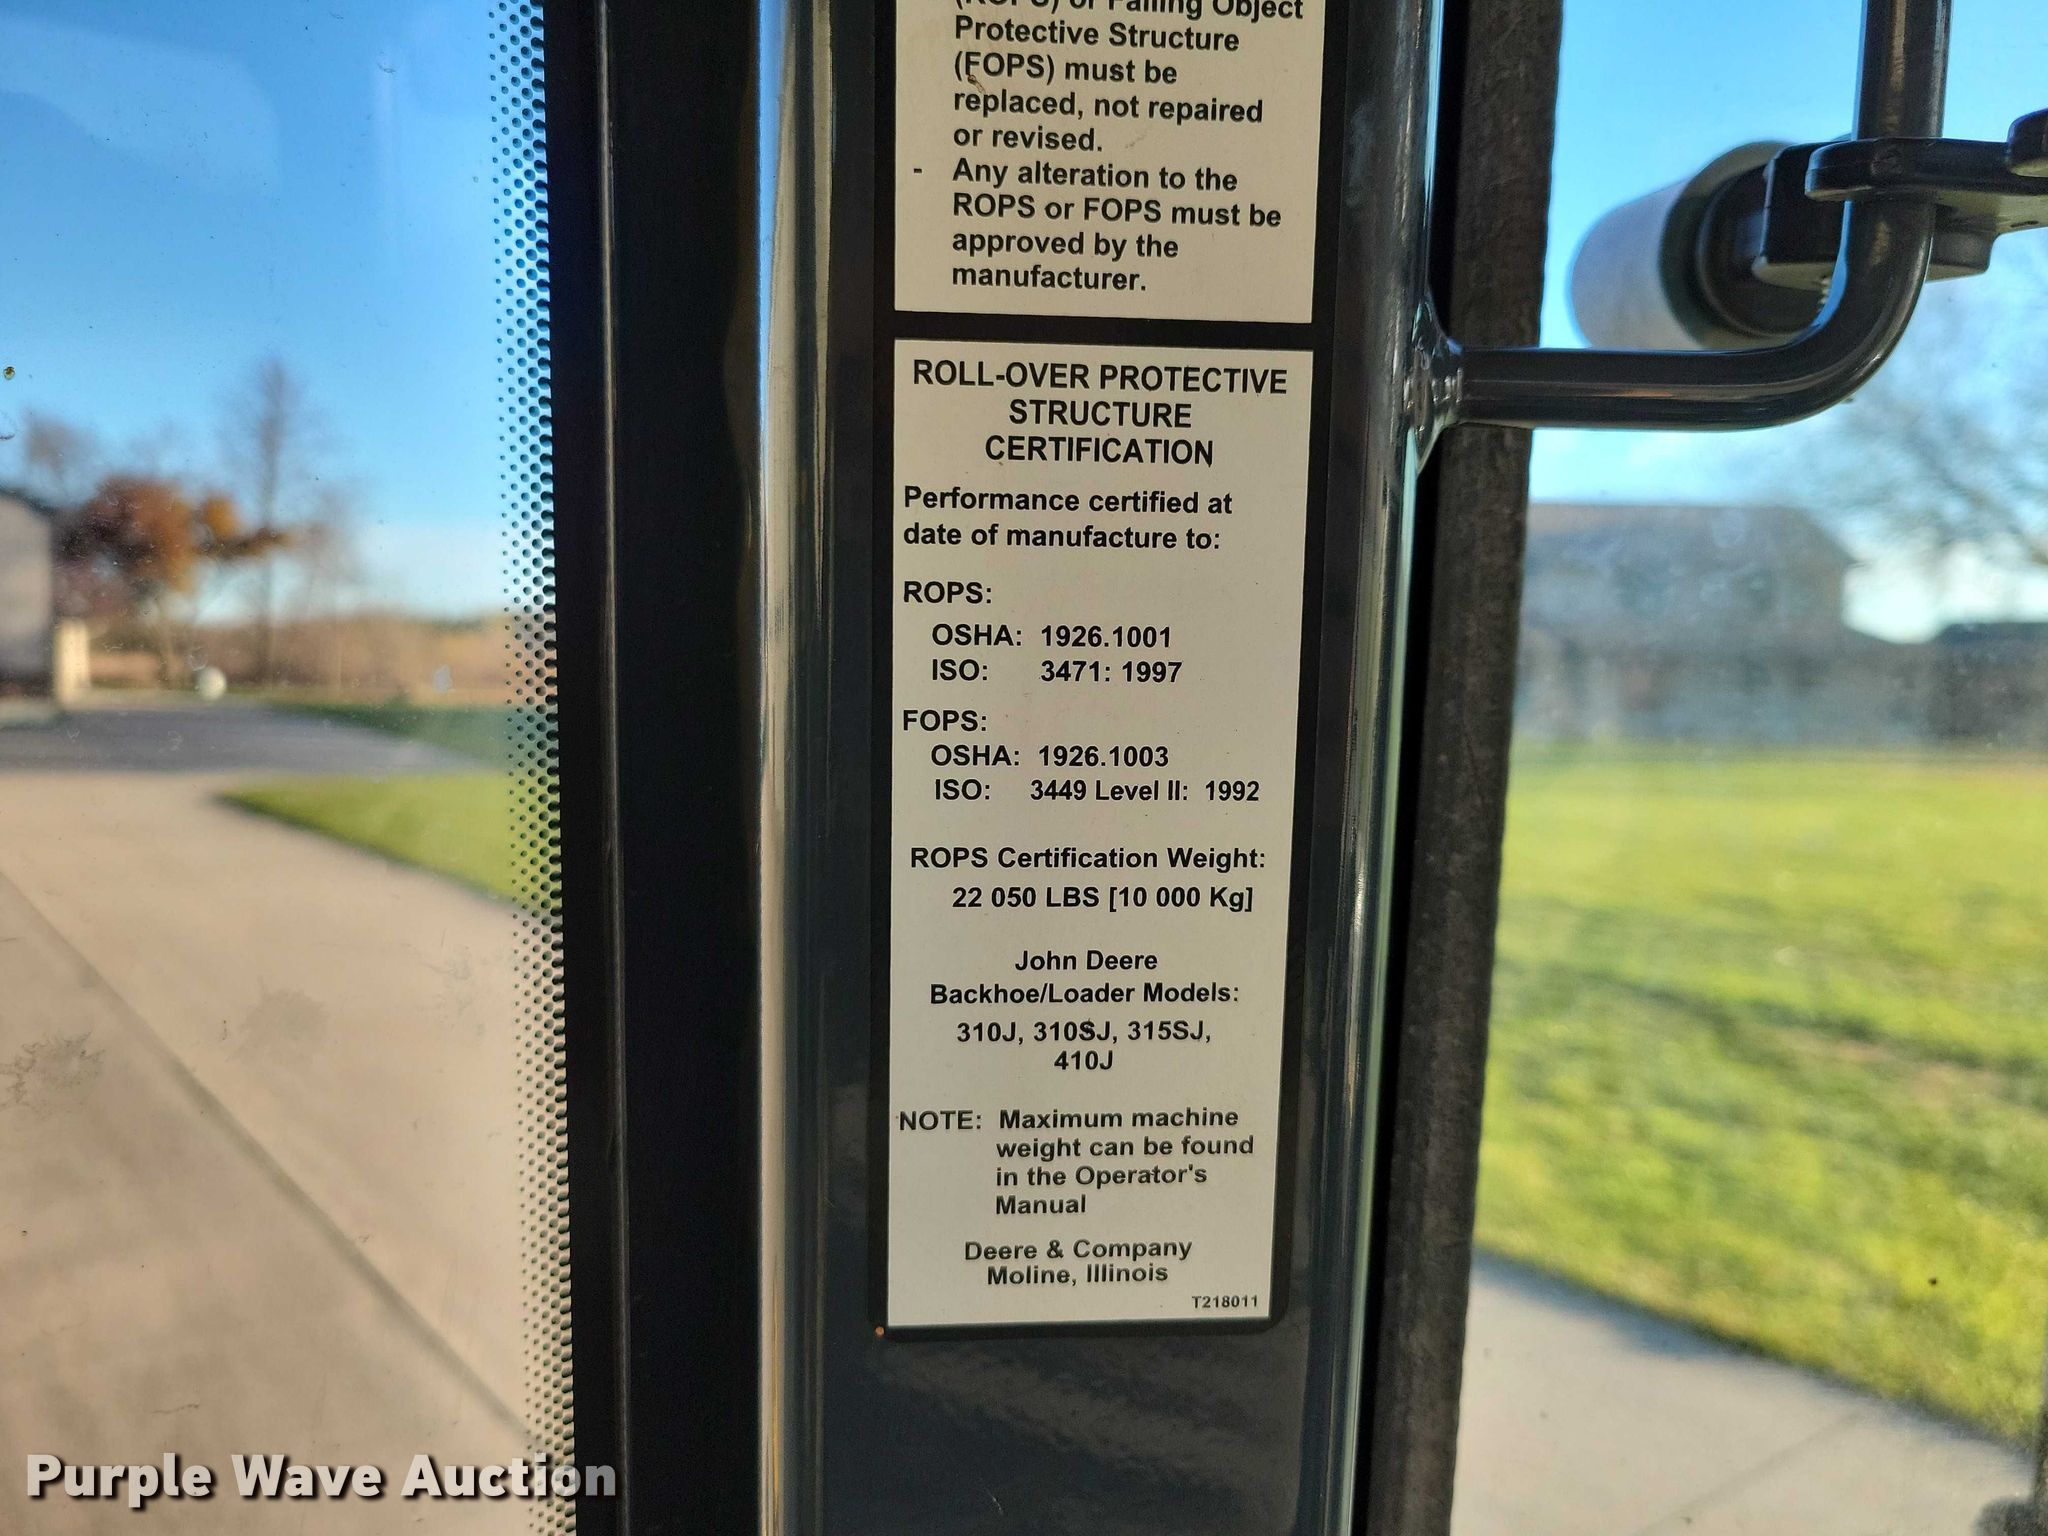 (ROPS) or Falling Object
Protective Structure
(FOPS) must be
replaced, not repaired
or revised.
- Any alteration to the
ROPS or FOPS must be
approved by the
manufacturer.
ROLL-OVER PROTECTIVE
STRUCTURE
CERTIFICATION
Performance certified at
date of manufacture to:
ROPS:
OSHA: 1926.1001
ISO: 3471: 1997
FOPS:
OSHA: 1926.1003
ISO: 3449 Level II: 1992
ROPS Certification Weight:
22 050 LBS [10 000 Kg]
John Deere
Backhoe/Loader Models:
310J, 310SJ, 315SJ,
410J
NOTE: Maximum machine
weight can be found
in the Operator's
Manual
Deere & Company
Moline, Illinois
T218011
Purple Wave Auction